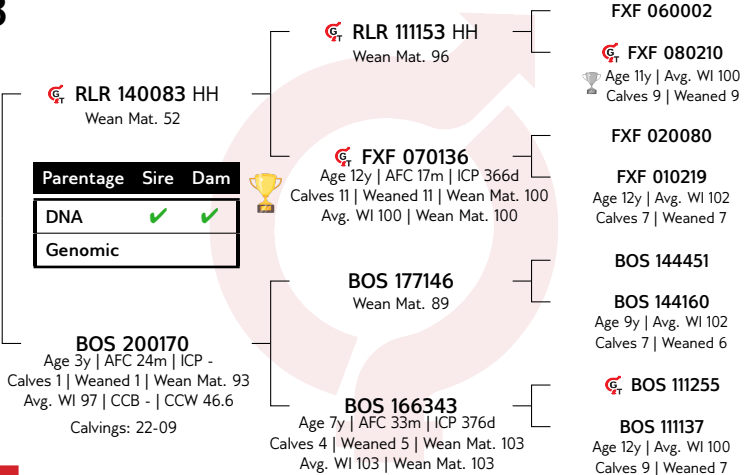 3
RLR 140083 HH
Wean Mat. 52
Parentage Sire Dam
DNA ✔ ✔
Genomic
BOS 200170
Age 3y | AFC 24m | ICP -
Calves 1 | Weaned 1 | Wean Mat. 93
Avg. WI 97 | CCB - | CCW 46.6
Calvings: 22-09
RLR 111153 HH
Wean Mat. 96
FXF 070136
Age 12y | AFC 17m | ICP 366d
Calves 11 | Weaned 11 | Wean Mat. 100
Avg. WI 100 | Wean Mat. 100
BOS 177146
Wean Mat. 89
BOS 166343
Age 7y | AFC 33m | ICP 376d
Calves 4 | Weaned 5 | Wean Mat. 103
Avg. WI 103 | Wean Mat. 103
FXF 060002
FXF 080210
Age 11y | Avg. WI 100
Calves 9 | Weaned 9
FXF 020080
FXF 010219
Age 12y | Avg. WI 102
Calves 7 | Weaned 7
BOS 144451
BOS 144160
Age 9y | Avg. WI 102
Calves 7 | Weaned 6
BOS 111255
BOS 111137
Age 12y | Avg. WI 100
Calves 9 | Weaned 7